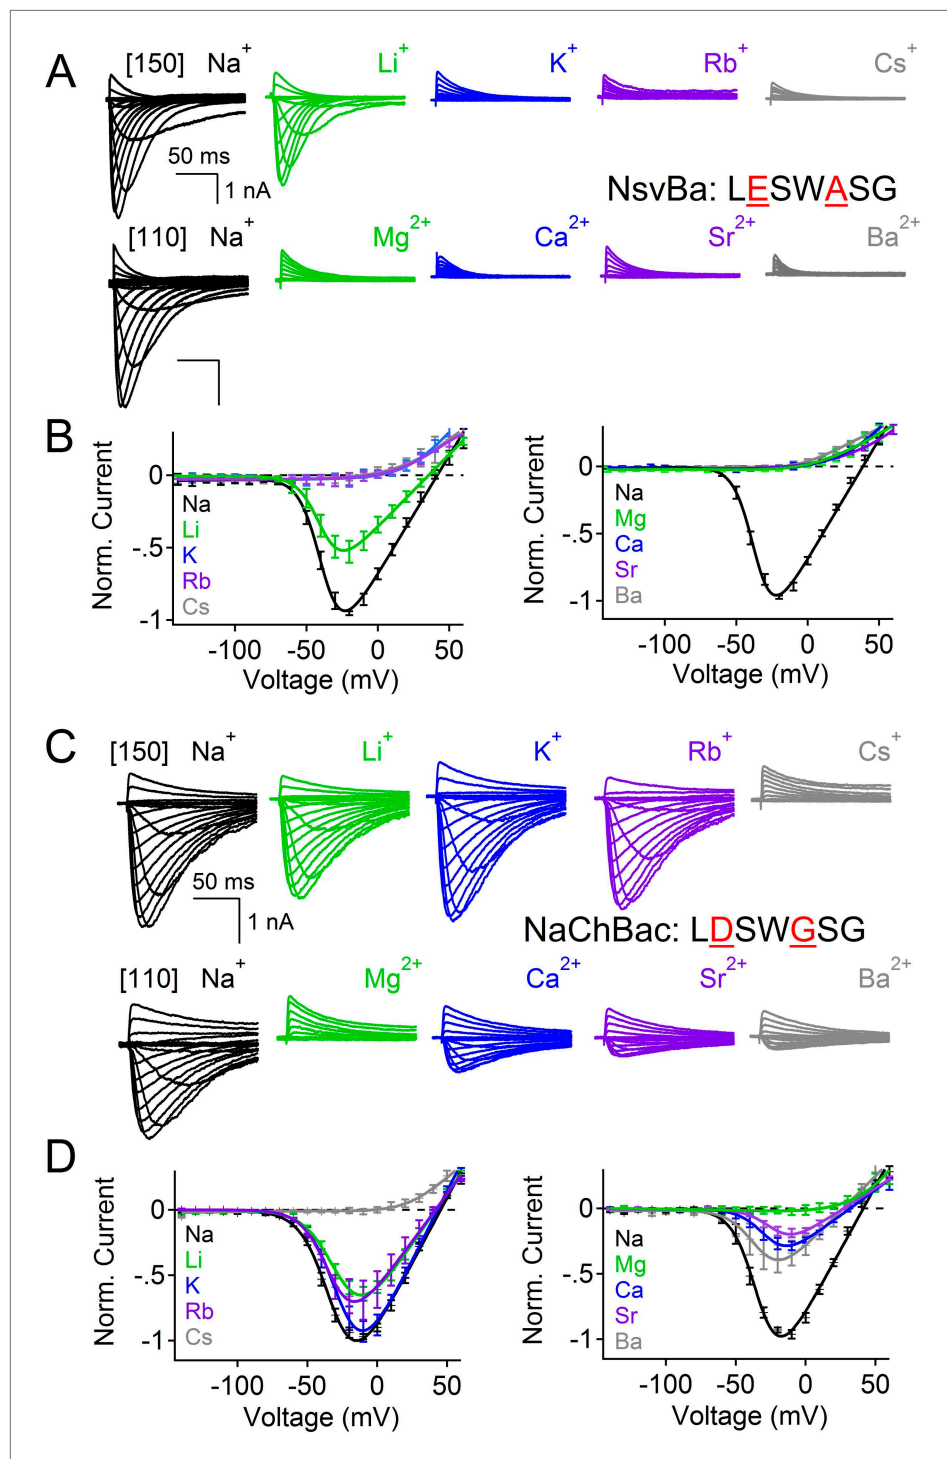 A
[150] Na+ Li+ K+ Rb+ Cs+
50 ms
1 nA
NsvBa: LESWASG
[110] Na+ Mg2+ Ca2+ Sr2+ Ba2+
B
Norm. Current
0
-.5
-1
Na
Li
K
Rb
Cs
-100 -50 0 50
Voltage (mV)
Norm. Current
0
-.5
-1
Na
Mg
Ca
Sr
Ba
-100 -50 0 50
Voltage (mV)
C
[150] Na+ Li+ K+ Rb+ Cs+
50 ms
1 nA
NaChBac: LDSWGSG
[110] Na+ Mg2+ Ca2+ Sr2+ Ba2+
D
Norm. Current
0
-.5
-1
Na
Li
K
Rb
Cs
-100 -50 0 50
Voltage (mV)
Norm. Current
0
-.5
-1
Na
Mg
Ca
Sr
Ba
-100 -50 0 50
Voltage (mV)